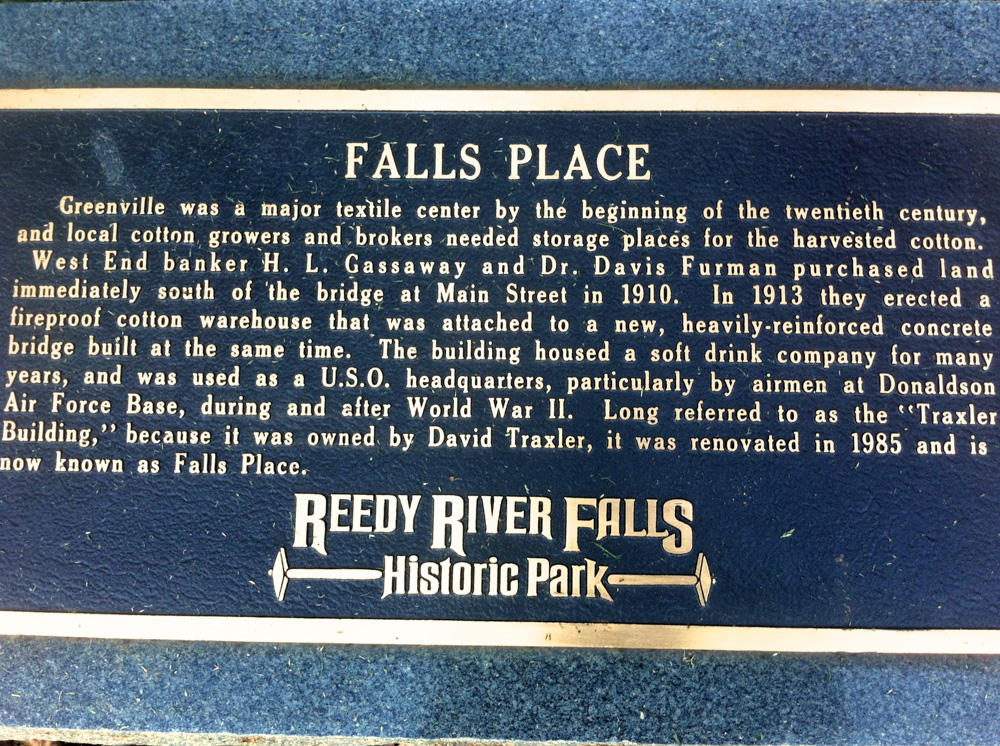 FALLS PLACE
Greenville was a major textile center by the beginning of the twentieth century,
and local cotton growers and brokers needed storage places for the harvested cotton.
West End banker H. L. Gassaway and Dr. Davis Furman purchased land
immediately south of the bridge at Main Street in 1910. In 1913 they erected a
fireproof cotton warehouse that was attached to a new, heavily-reinforced concrete
bridge built at the same time. The building housed a soft drink company for many
years, and was used as a U.S.O. headquarters, particularly by airmen at Donaldson
Air Force Base, during and after World War II. Long referred to as the "Traxler
Building," because it was owned by David Traxler, it was renovated in 1985 and is
now known as Falls Place.
REEDY RIVER FALLS
Historic Park